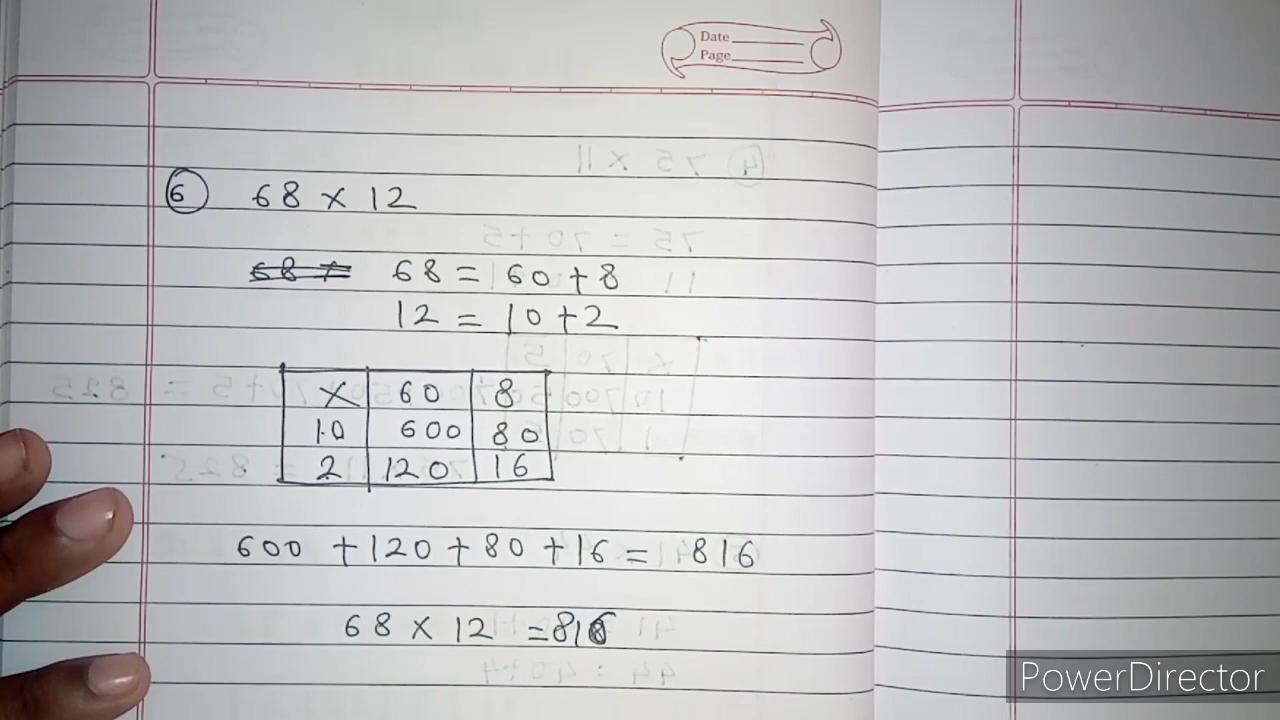 Date
Page
6 68 × 12
68 × 68 = 60 + 8
12 = 10 + 2
× 60 8
10 600 80
2 120 16
600 + 120 + 80 + 16 = 816
68 × 12 = 816
PowerDirector